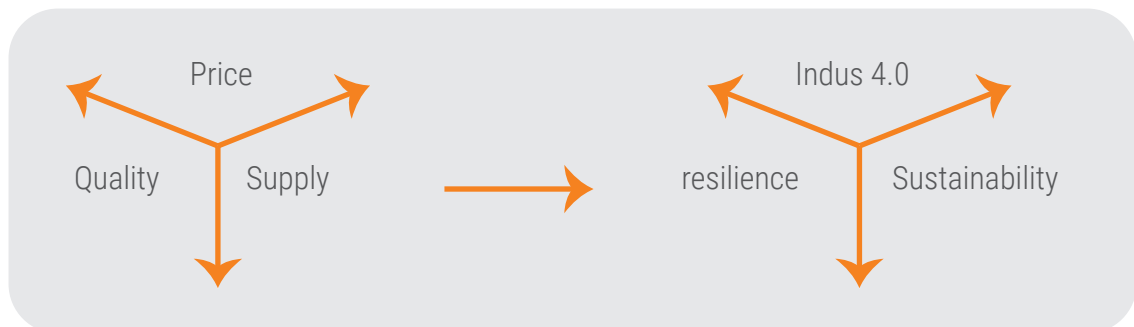 Price
Quality
Supply
Indus 4.0
resilience
Sustainability